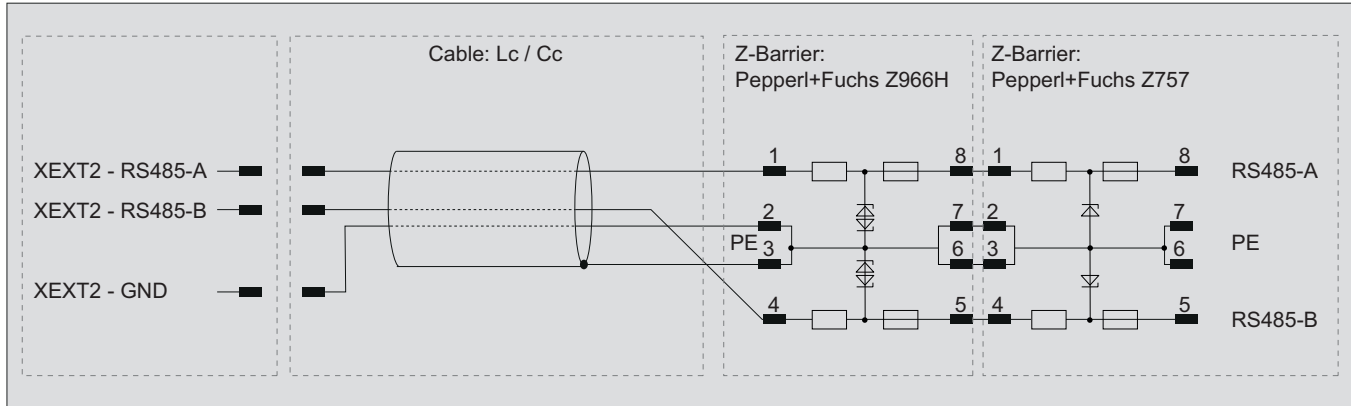 Cable: Lc / Cc
Z-Barrier:
Pepperl+Fuchs Z966H
Z-Barrier:
Pepperl+Fuchs Z757
XEXT2 - RS485-A
1
8
1
8
RS485-A
XEXT2 - RS485-B
2
7
2
7
PE
3
6
3
6
PE
XEXT2 - GND
4
5
4
5
RS485-B